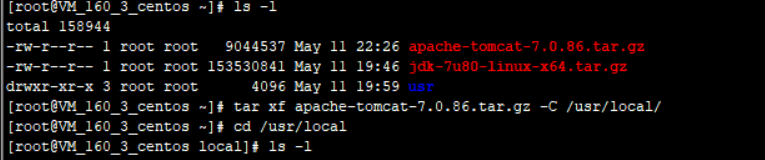 [root@VM_160_3_centos ~]# ls -l
total 158944
-rw-r--r-- 1 root root   9044537 May 11 22:26 apache-tomcat-7.0.86.tar.gz
-rw-r--r-- 1 root root 153530841 May 11 19:46 jdk-7u80-linux-x64.tar.gz
drwxr-xr-x 3 root root      4096 May 11 19:59 usr
[root@VM_160_3_centos ~]# tar xf apache-tomcat-7.0.86.tar.gz -C /usr/local/
[root@VM_160_3_centos ~]# cd /usr/local
[root@VM_160_3_centos local]# ls -l